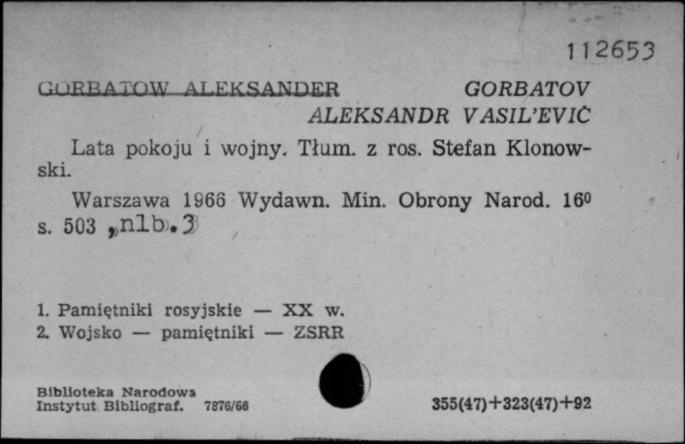 112653
GORBATOW ALEKSANDER GORBATOV
ALEKSANDR VASIL'EVIČ
Lata pokoju i wojny. Tłum. z ros. Stefan Klonow-
ski.
Warszawa 1966 Wydawn. Min. Obrony Narod. 16⁰
s. 503, nlb. 3
1. Pamiętniki rosyjskie — XX w.
2. Wojsko — pamiętniki — ZSRR
Biblioteka Narodowa
Instytut Bibliograf. 7876/66 355(47)+323(47)+92